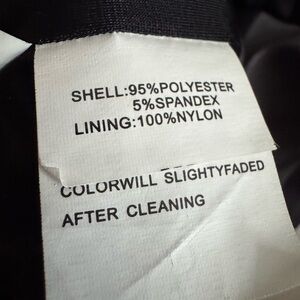 SHELL:95%POLYESTER
5%SPANDEX
LINING:100%NYLON
COLORWILL SLIGHTYFADED
AFTER CLEANING